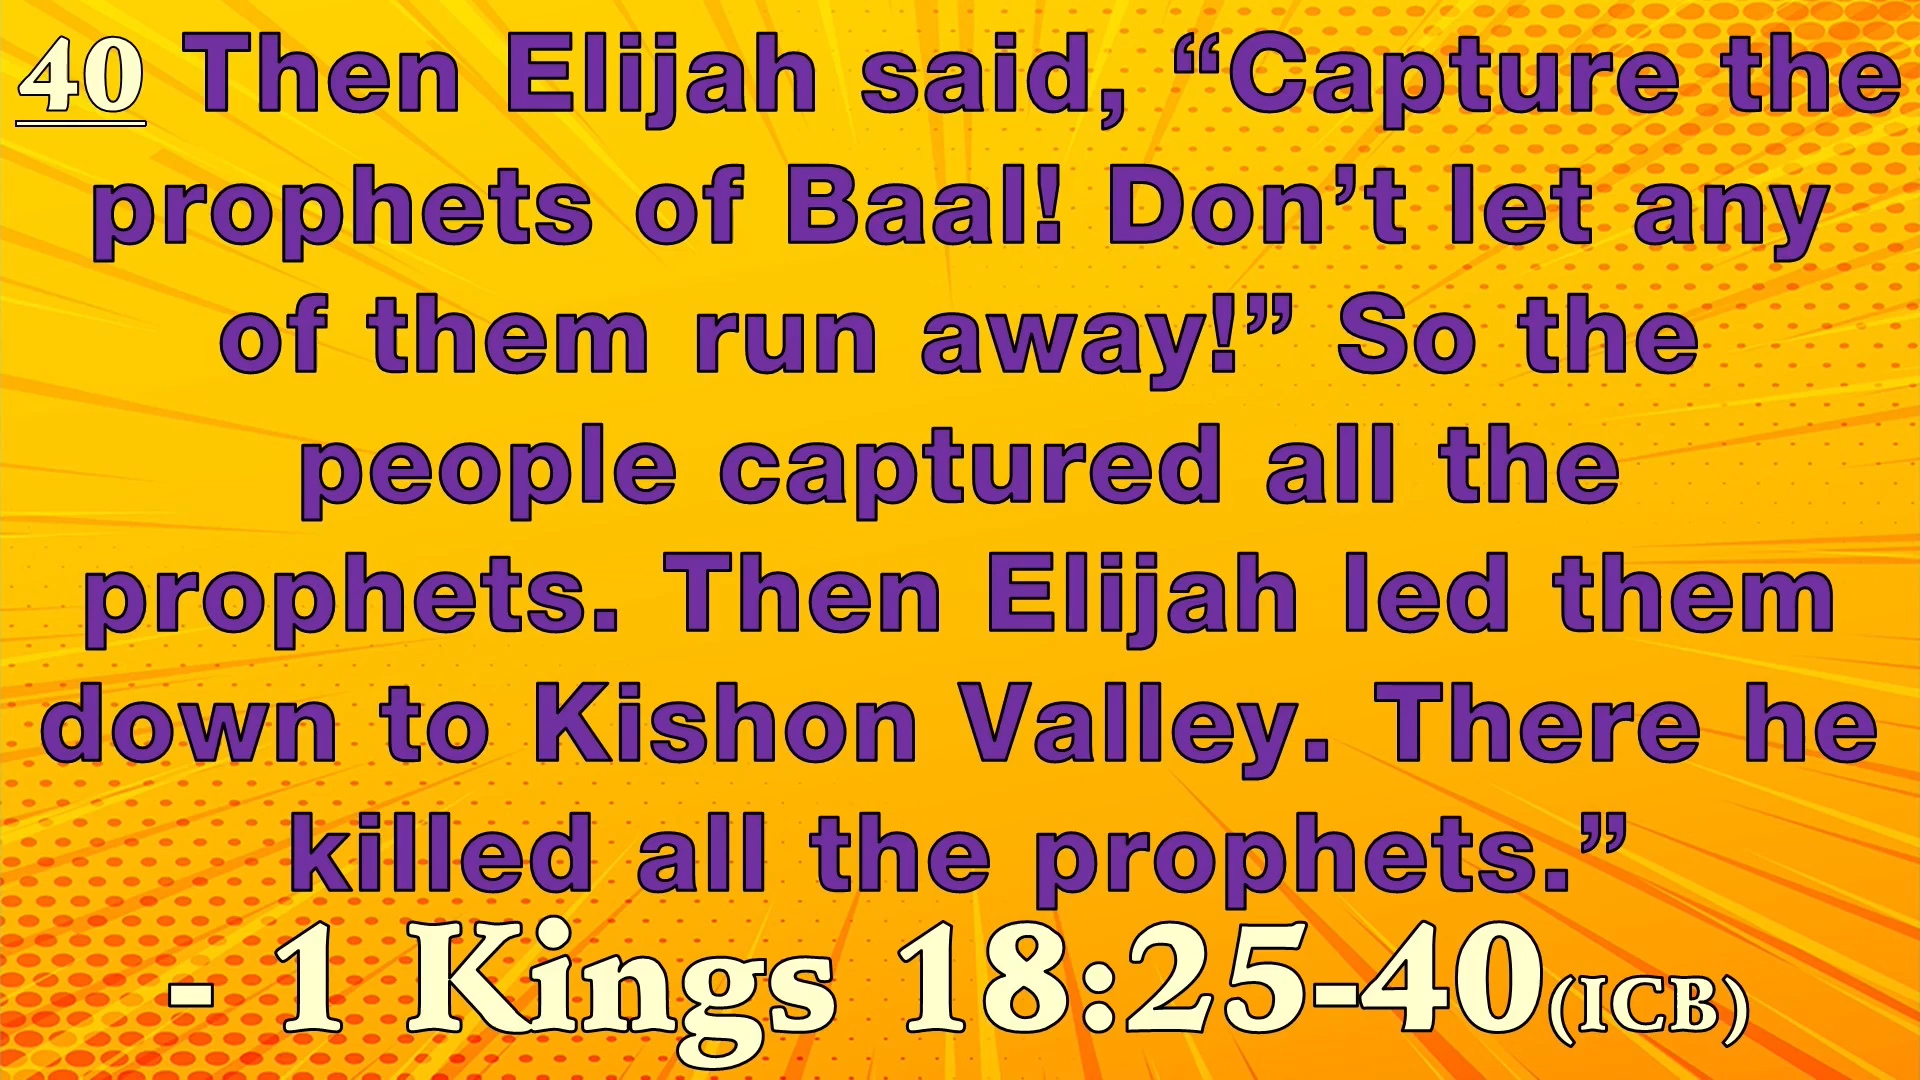 40 Then Elijah said, “Capture the
prophets of Baal! Don’t let any
of them run away!” So the
people captured all the
prophets. Then Elijah led them
down to Kishon Valley. There he
killed all the prophets.”
- 1 Kings 18:25-40(ICB)